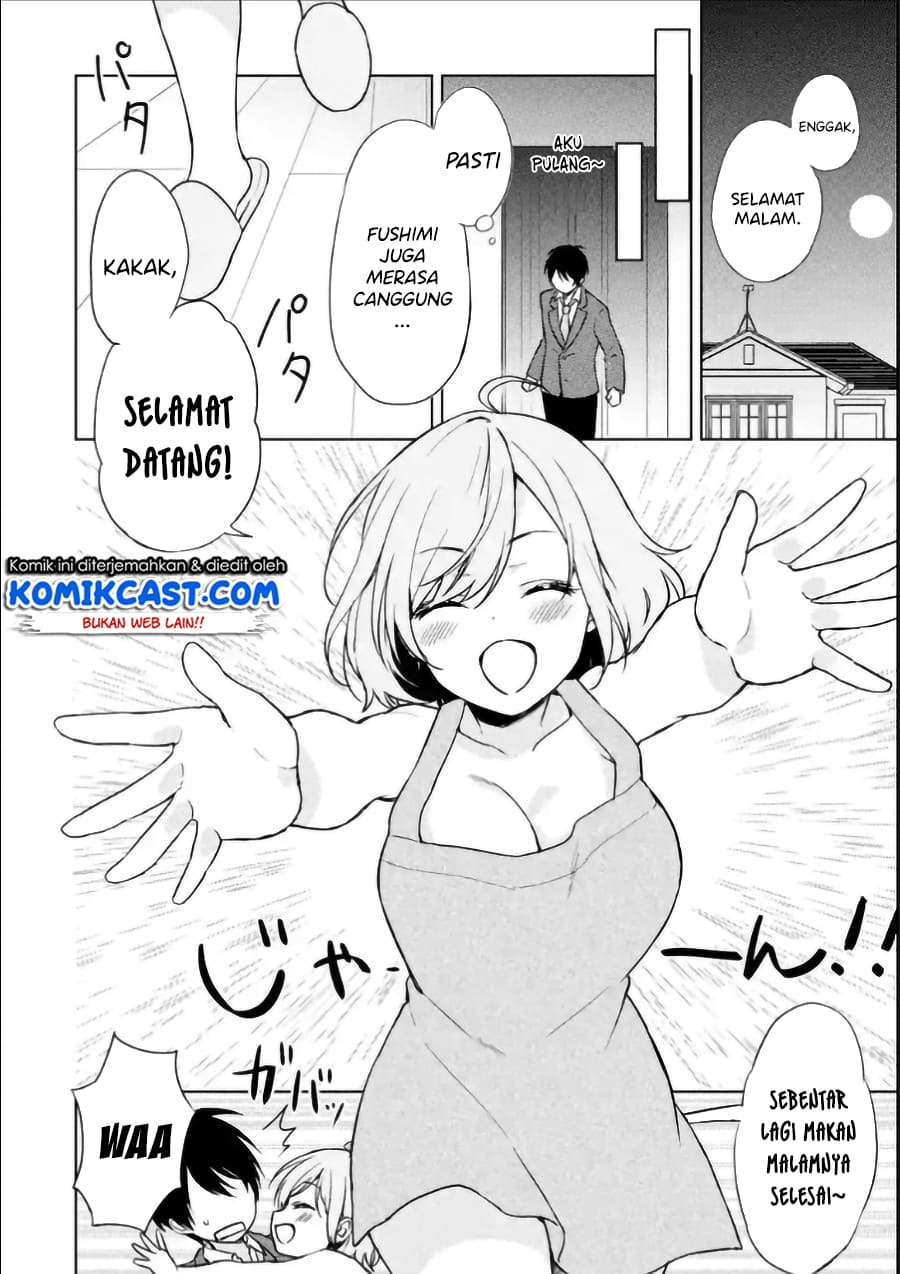 ENGGAK,
SELAMAT
MALAM.
AKU
PULANG~
PASTI
FUSHIMI
JUGA
MERASA
CANGGUNG
...
パタ
パタ
KAKAK,
SELAMAT
DATANG!
Komik ini diterjemahkan & diedit oleh
KOMIKCAST.COM
BUKAN WEB LAIN!!
じゃーん!!
ガバッ
WAA
SEBENTAR
LAGI MAKAN
MALAMNYA
SELESAI~